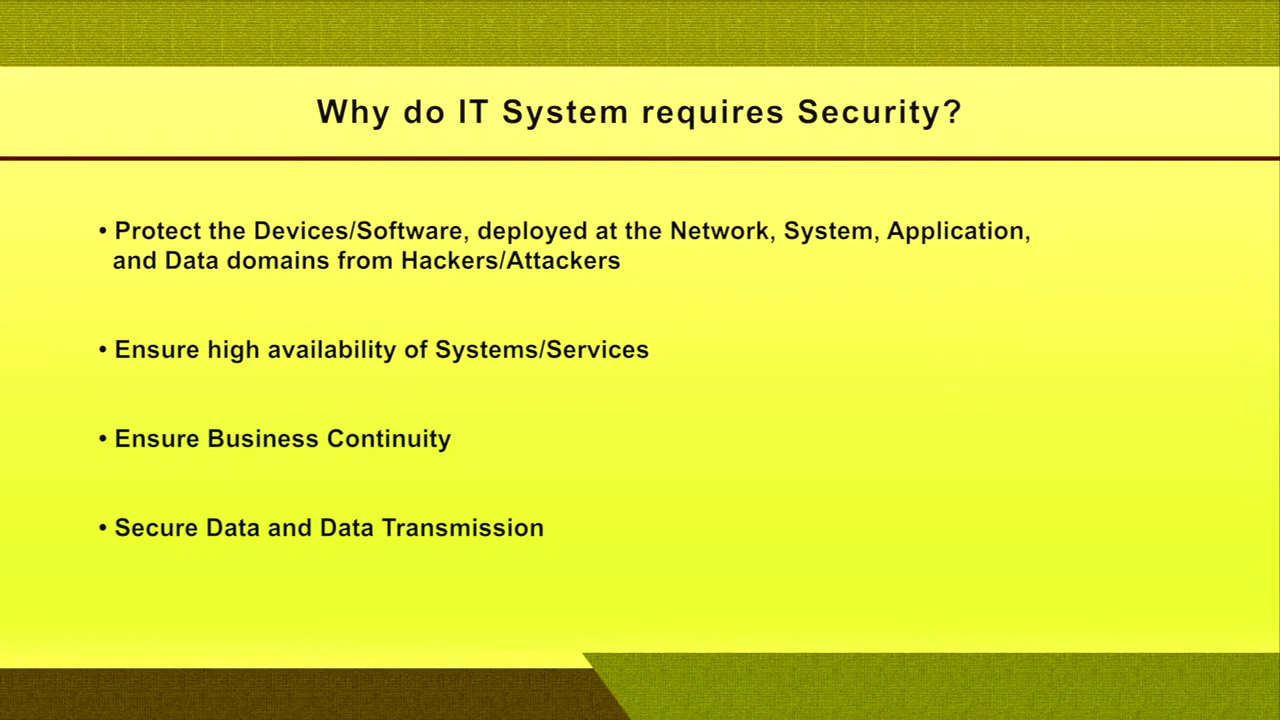 Why do IT System requires Security?
• Protect the Devices/Software, deployed at the Network, System, Application,
and Data domains from Hackers/Attackers
• Ensure high availability of Systems/Services
• Ensure Business Continuity
• Secure Data and Data Transmission